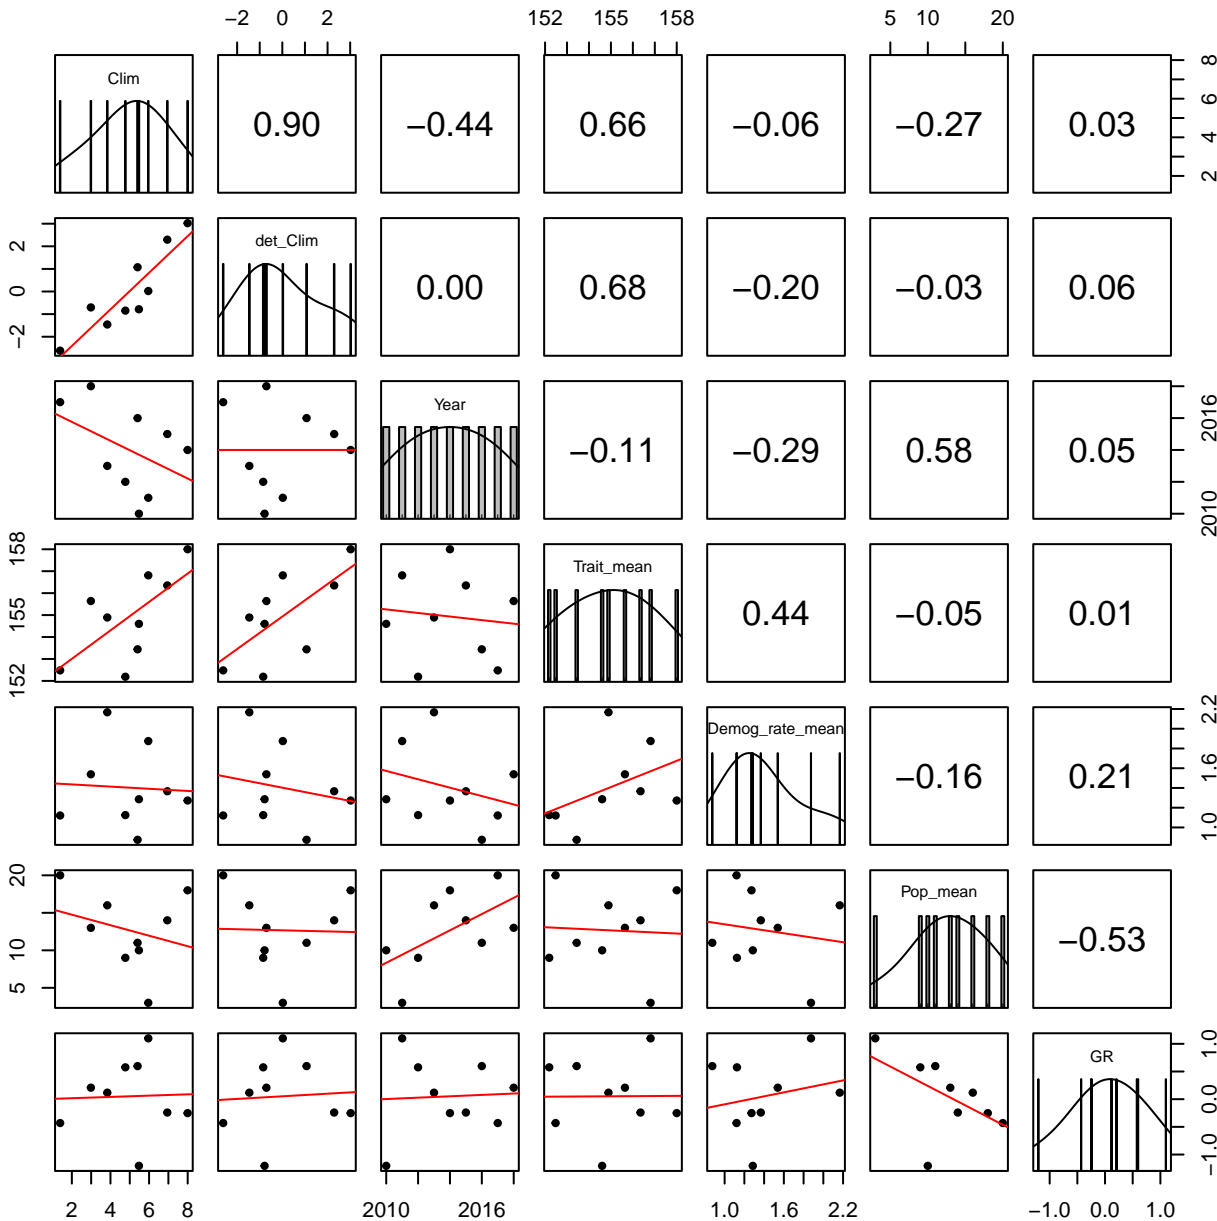 −2 0 2 152 155 158 5 10 20
Clim
0.90 −0.44 0.66 −0.06 −0.27 0.03
2 4 6 8
−2 0 2
det_Clim
0.00 0.68 −0.20 −0.03 0.06
Year
−0.11 −0.29 0.58 0.05
2010 2016
152 155 158
Trait_mean
0.44 −0.05 0.01
Demog_rate_mean
−0.16 0.21
1.0 1.6 2.2
5 10 20
Pop_mean
−0.53
GR
−1.0 0.0 1.0
2 4 6 8 2010 2016 1.0 1.6 2.2 −1.0 0.0 1.0